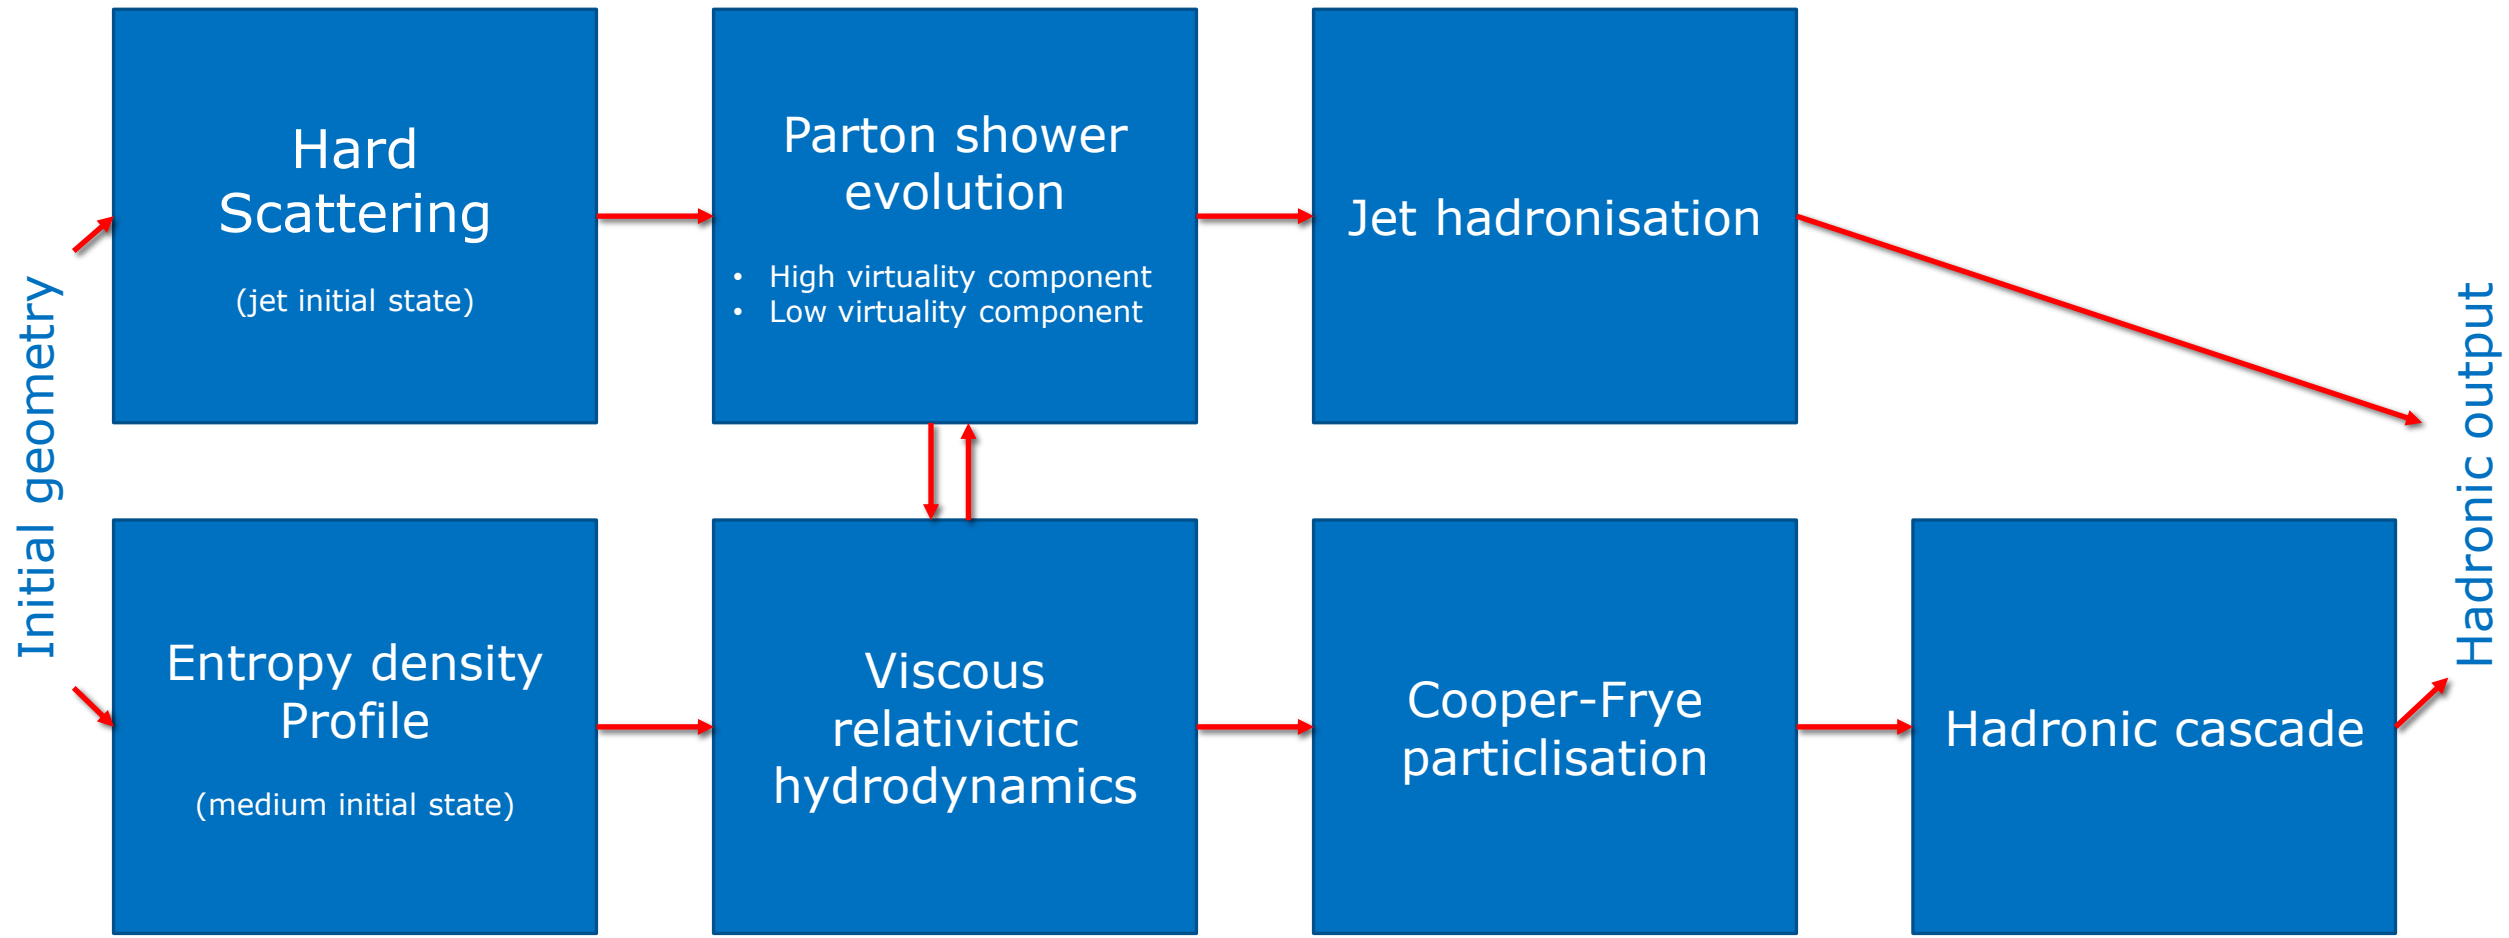 Initial geometry
Hard
Scattering
(jet initial state)
Parton shower
evolution
• High virtuality component
• Low virtuality component
Jet hadronisation
Entropy density
Profile
(medium initial state)
Viscous
relativictic
hydrodynamics
Cooper-Frye
particlisation
Hadronic cascade
Hadronic output